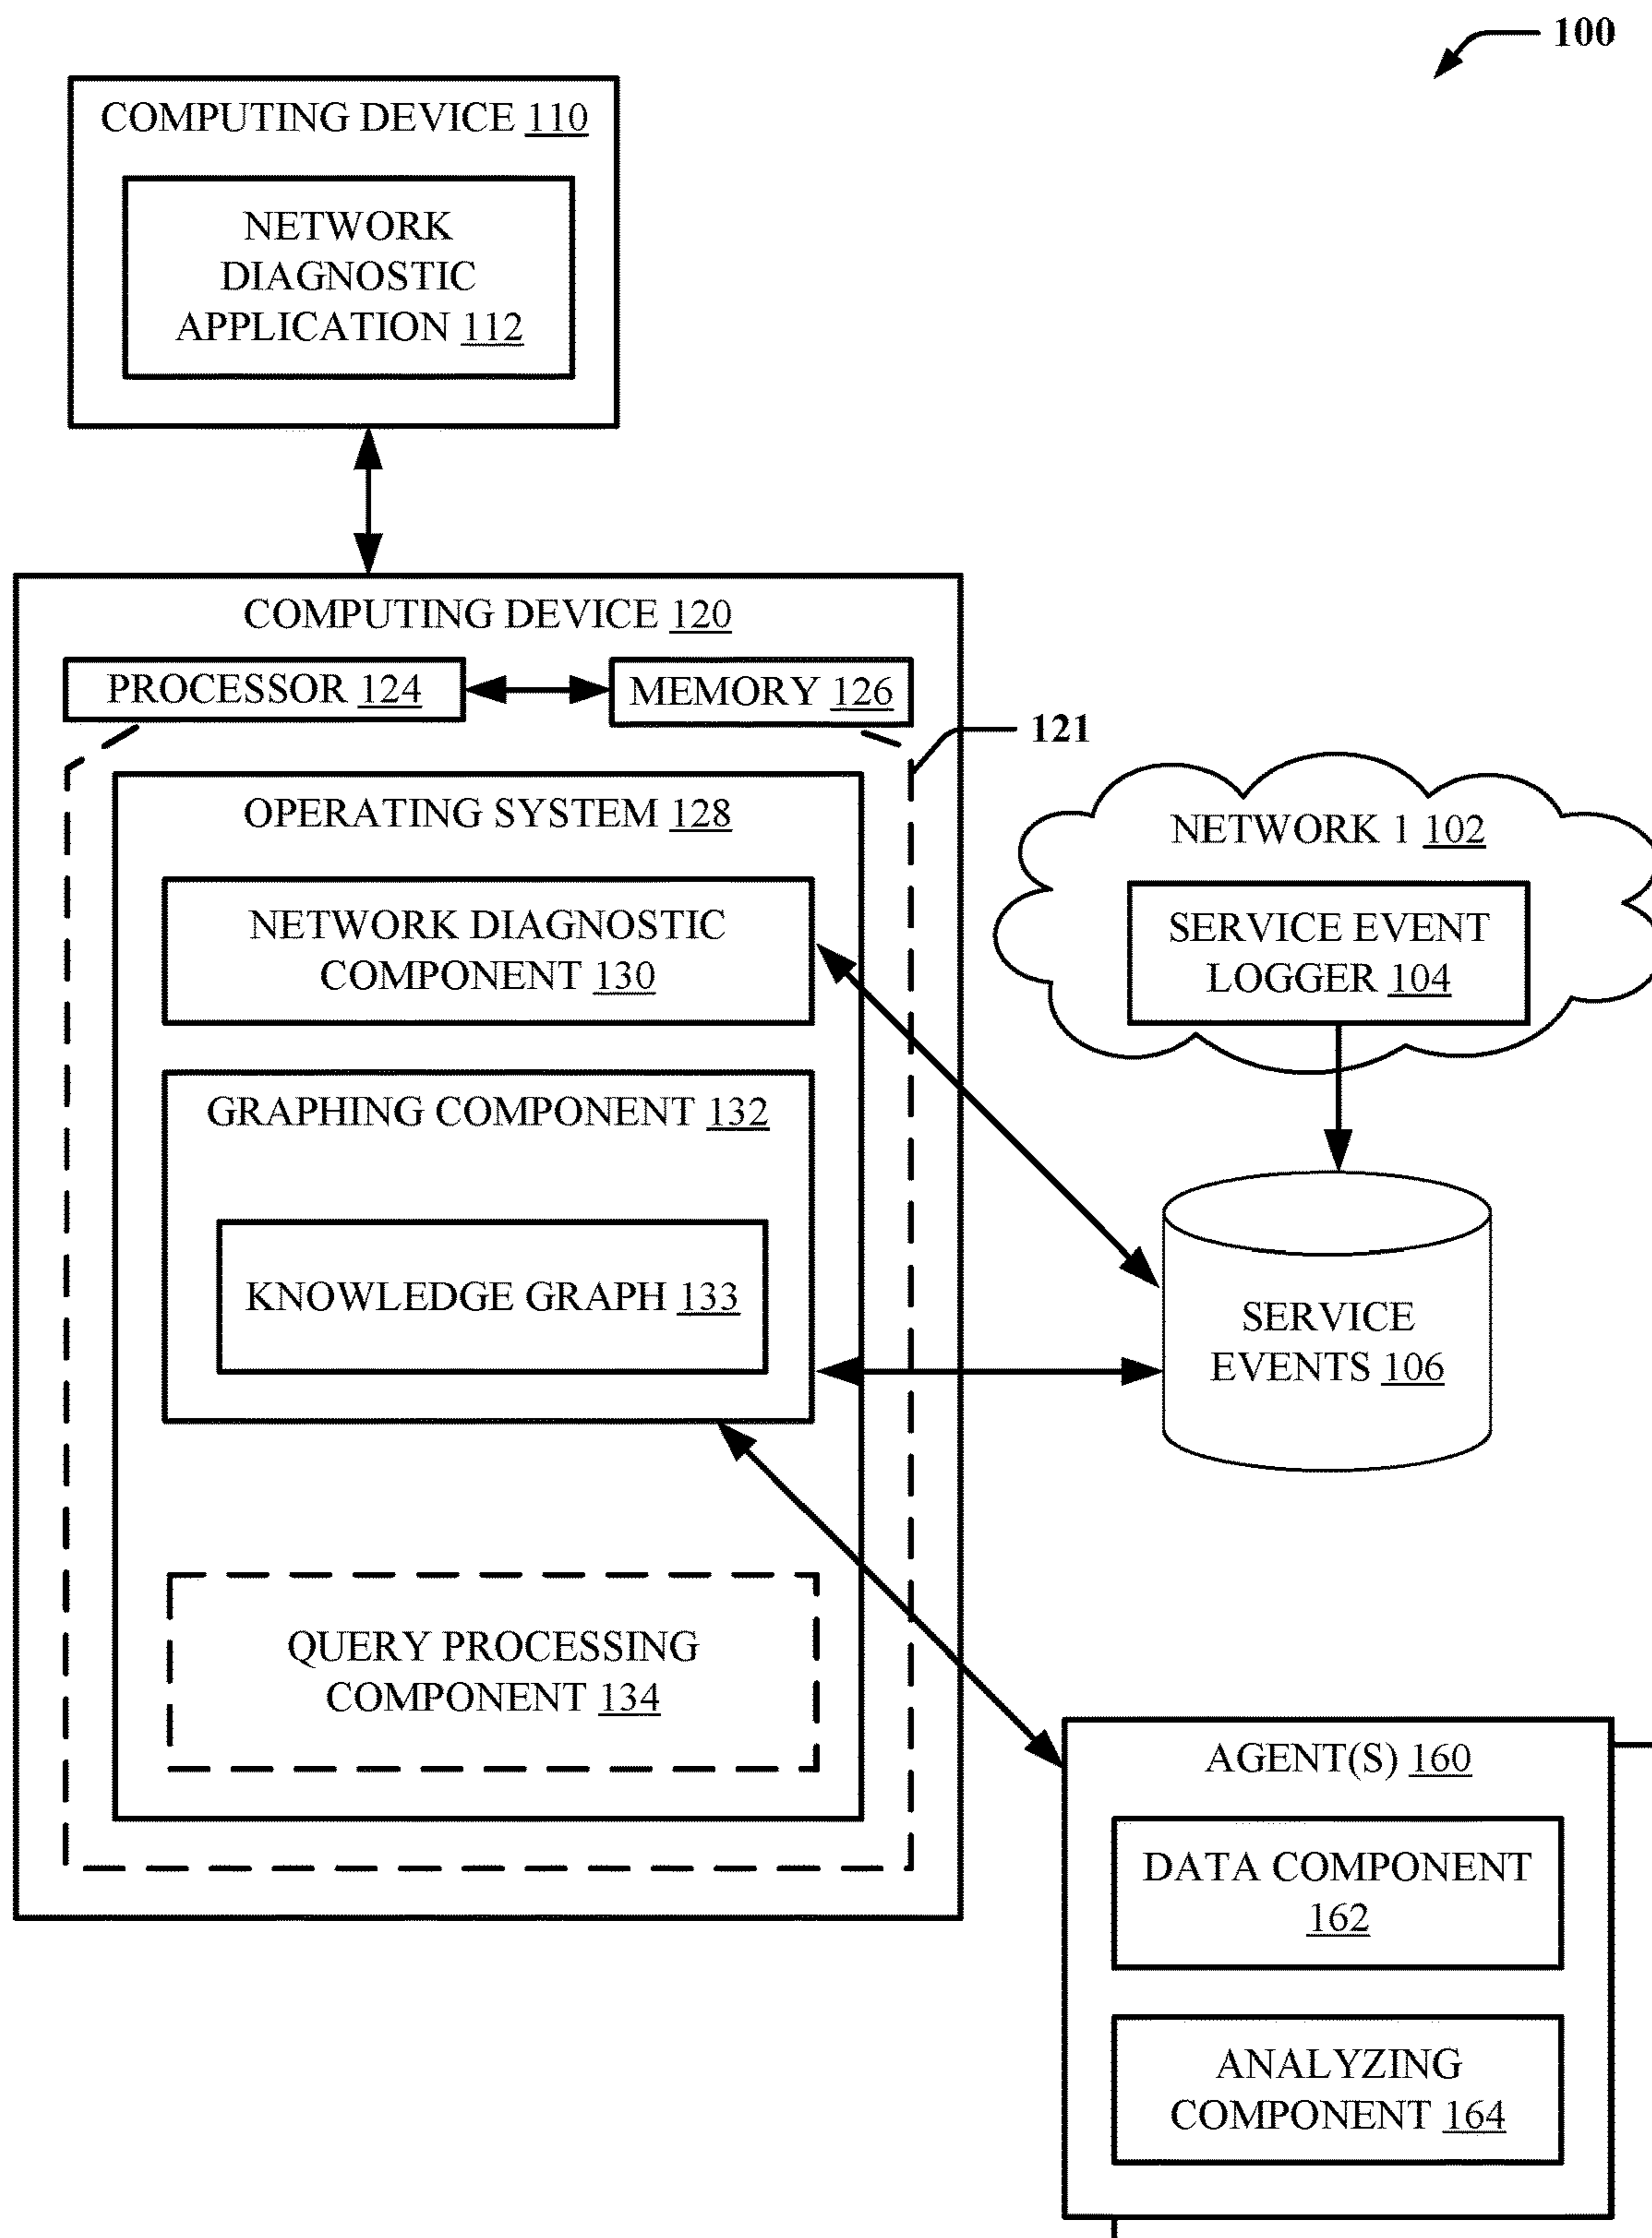 100
COMPUTING DEVICE 110
NETWORK
DIAGNOSTIC
APPLICATION 112
COMPUTING DEVICE 120
PROCESSOR 124
MEMORY 126
121
OPERATING SYSTEM 128
NETWORK DIAGNOSTIC
COMPONENT 130
GRAPHING COMPONENT 132
KNOWLEDGE GRAPH 133
QUERY PROCESSING
COMPONENT 134
NETWORK 1 102
SERVICE EVENT
LOGGER 104
SERVICE
EVENTS 106
AGENT(S) 160
DATA COMPONENT
162
ANALYZING
COMPONENT 164